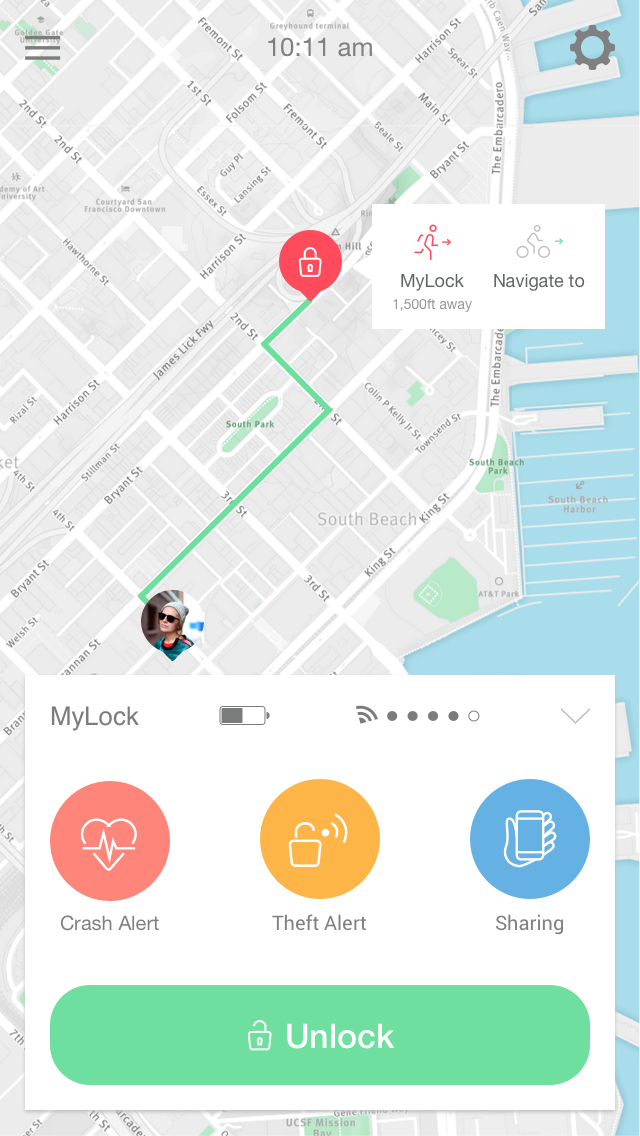 Greyhound terminal
Golden Gate
University
10:11 am
Fremont St
Harrison St
Spear St
1st St
Folsom St
Fremont St
Main St
2nd St
2nd St
Beale St
The Embarcadero
Bryant St
Guy Pl
Lansing St
Essex St
demy of Art
University
Courtyard San
Francisco Downtown
Harrison St
Hawthorne St
n Hill
MyLock
1,500ft away
Navigate to
2nd St
James Lick Fwy
The Embarcadero
Harrison St
Rizal St
Colin P Kelly Jr St
Townsend St
South Park
Stillman St
ket
4th St
Bryant St
South Beach
Park
South Beach
Harbor
3rd St
4th St
South Beach
King St
King St
3rd St
Bryant St
AT&T Park
Welsh St
annan St
MyLock
Crash Alert
Theft Alert
Sharing
Unlock
7th
Gene Friend Way
UCSF Mission
Bay